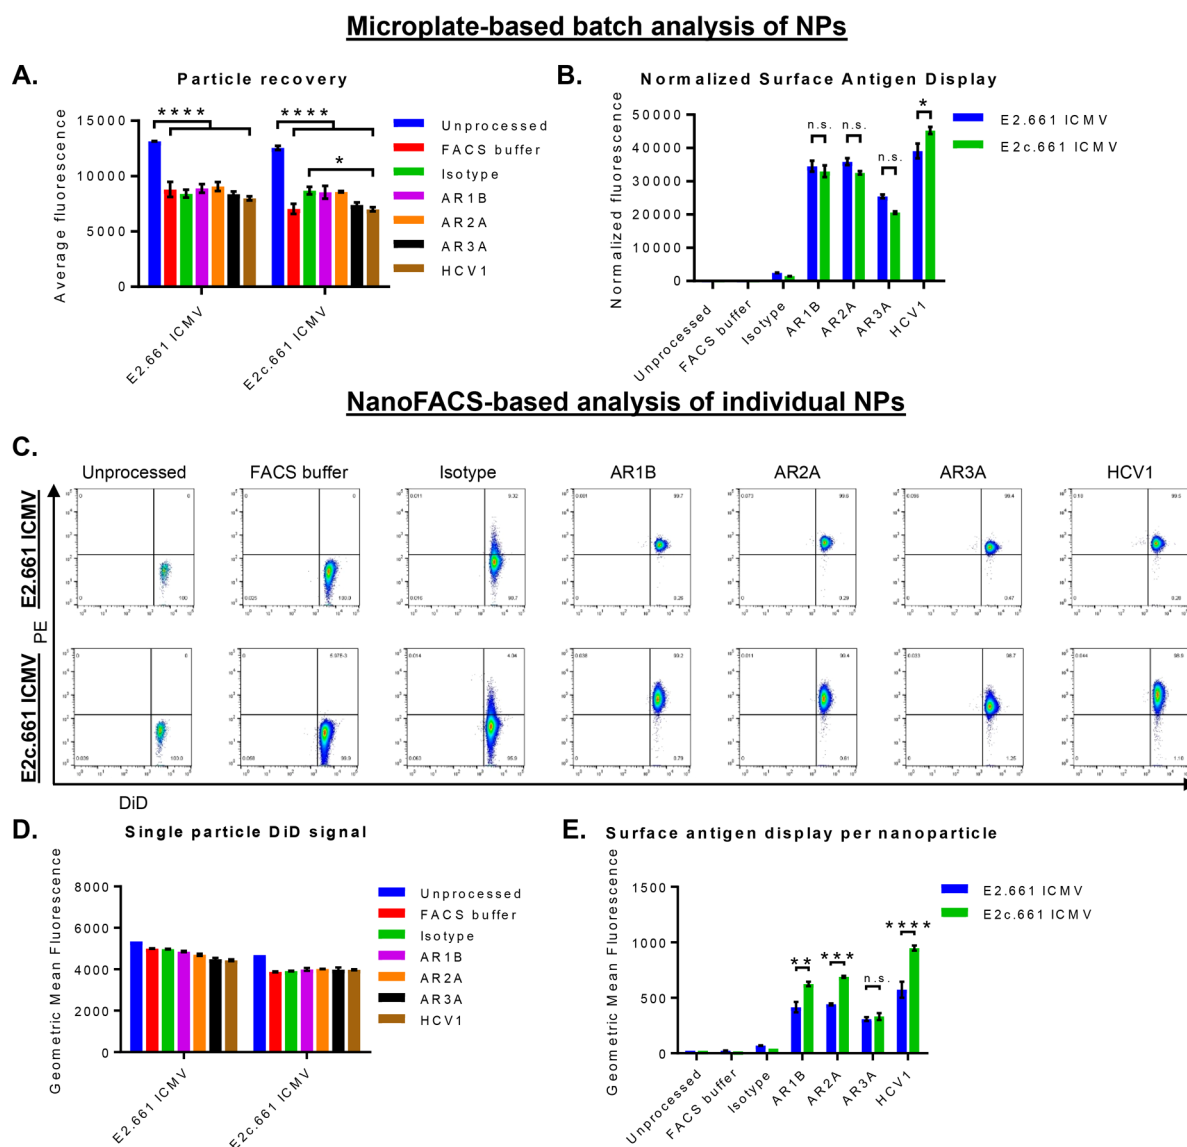 Microplate-based batch analysis of NPs
A.
Particle recovery
Average fluorescence
15000
10000
5000
0
****
****
*
E2.661 ICMV
E2c.661 ICMV
Unprocessed
FACS buffer
Isotype
AR1B
AR2A
AR3A
HCV1
B.
Normalized Surface Antigen Display
Normalized fluorescence
50000
40000
30000
20000
10000
0
n.s.
n.s.
n.s.
*
Unprocessed
FACS buffer
Isotype
AR1B
AR2A
AR3A
HCV1
E2.661 ICMV
E2c.661 ICMV
NanoFACS-based analysis of individual NPs
C.
Unprocessed
FACS buffer
Isotype
AR1B
AR2A
AR3A
HCV1
E2.661 ICMV
E2c.661 ICMV
PE
DiD
D.
Single particle DiD signal
Geometric Mean Fluorescence
8000
6000
4000
2000
0
E2.661 ICMV
E2c.661 ICMV
Unprocessed
FACS buffer
Isotype
AR1B
AR2A
AR3A
HCV1
E.
Surface antigen display per nanoparticle
Geometric Mean Fluorescence
1500
1000
500
0
**
***
n.s.
****
Unprocessed
FACS buffer
Isotype
AR1B
AR2A
AR3A
HCV1
E2.661 ICMV
E2c.661 ICMV